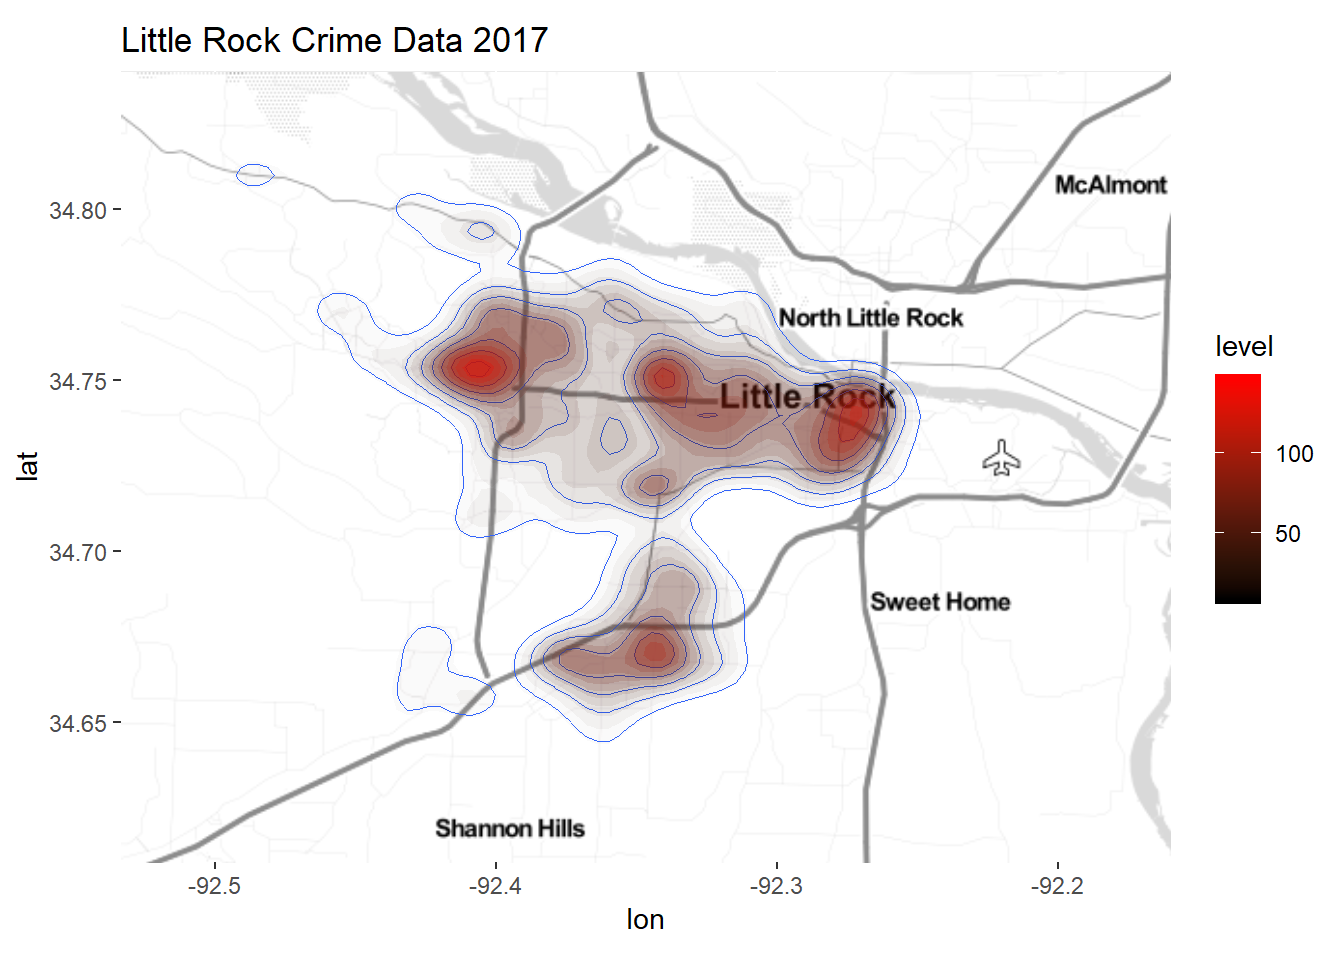 Little Rock Crime Data 2017
McAlmont
34.80
North Little Rock
level
34.75
Little Rock
100
lat
50
34.70
Sweet Home
34.65
Shannon Hills
-92.5
-92.4
-92.3
-92.2
lon